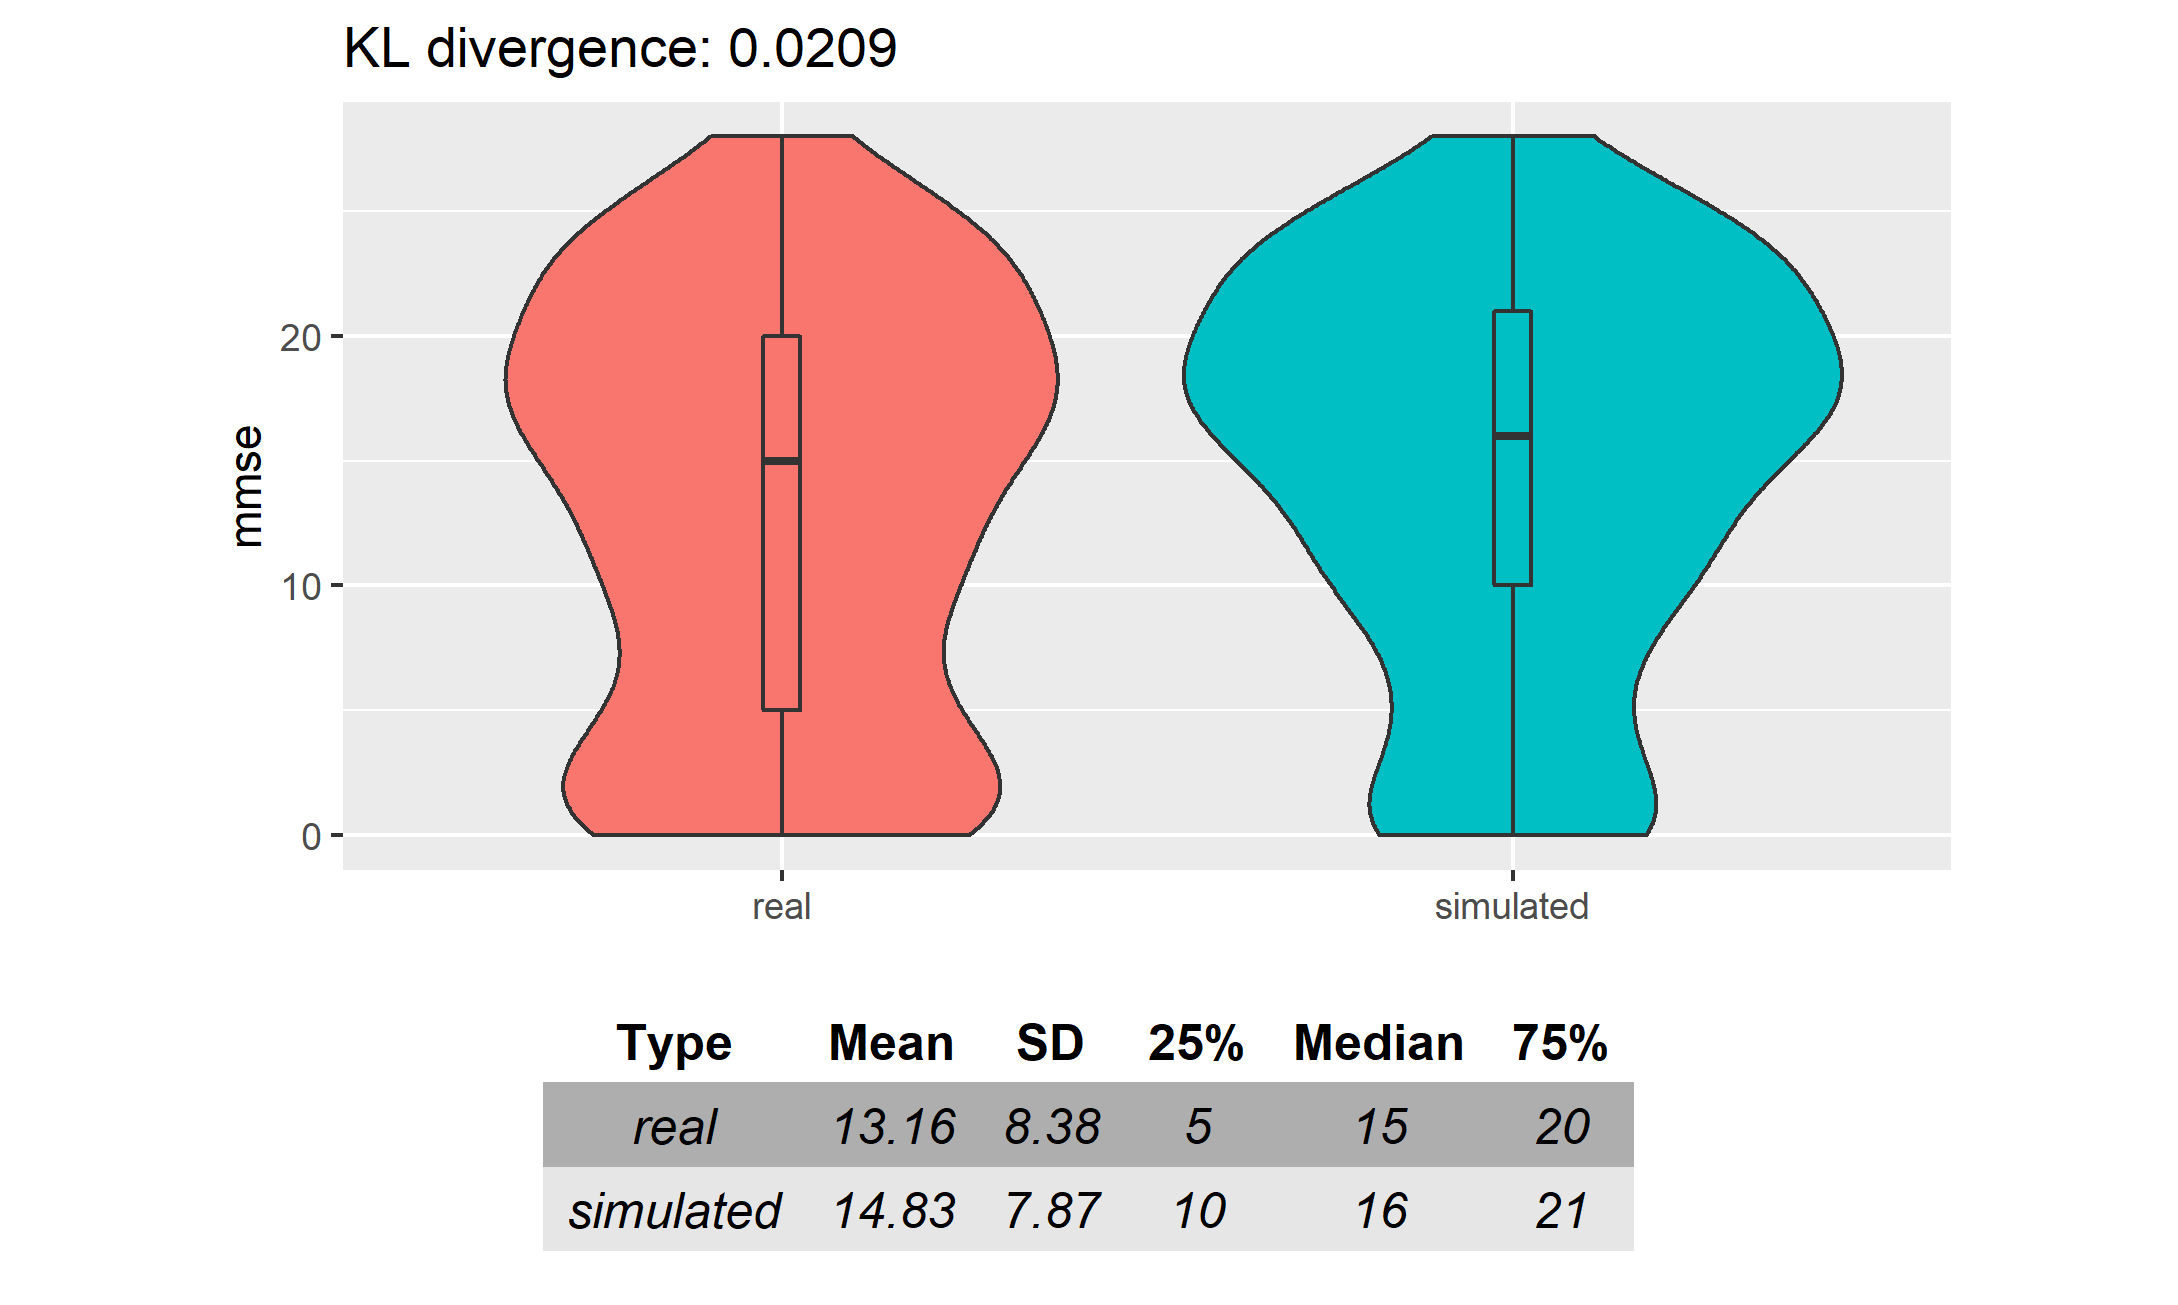 KL divergence: 0.0209
mmse
20
10
0
real simulated
Type Mean SD 25% Median 75%
real 13.16 8.38 5 15 20
simulated 14.83 7.87 10 16 21